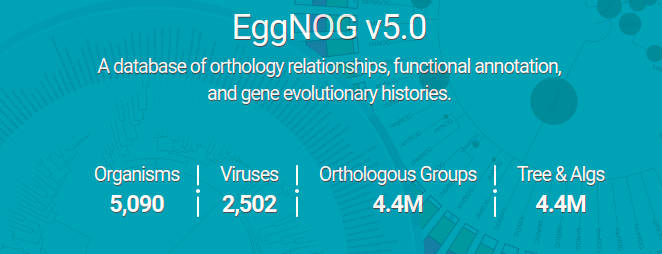 EggNOG v5.0
A database of orthology relationships, functional annotation,
and gene evolutionary histories.
Organisms Viruses Orthologous Groups Tree & Algs
5,090 2,502 4.4M 4.4M